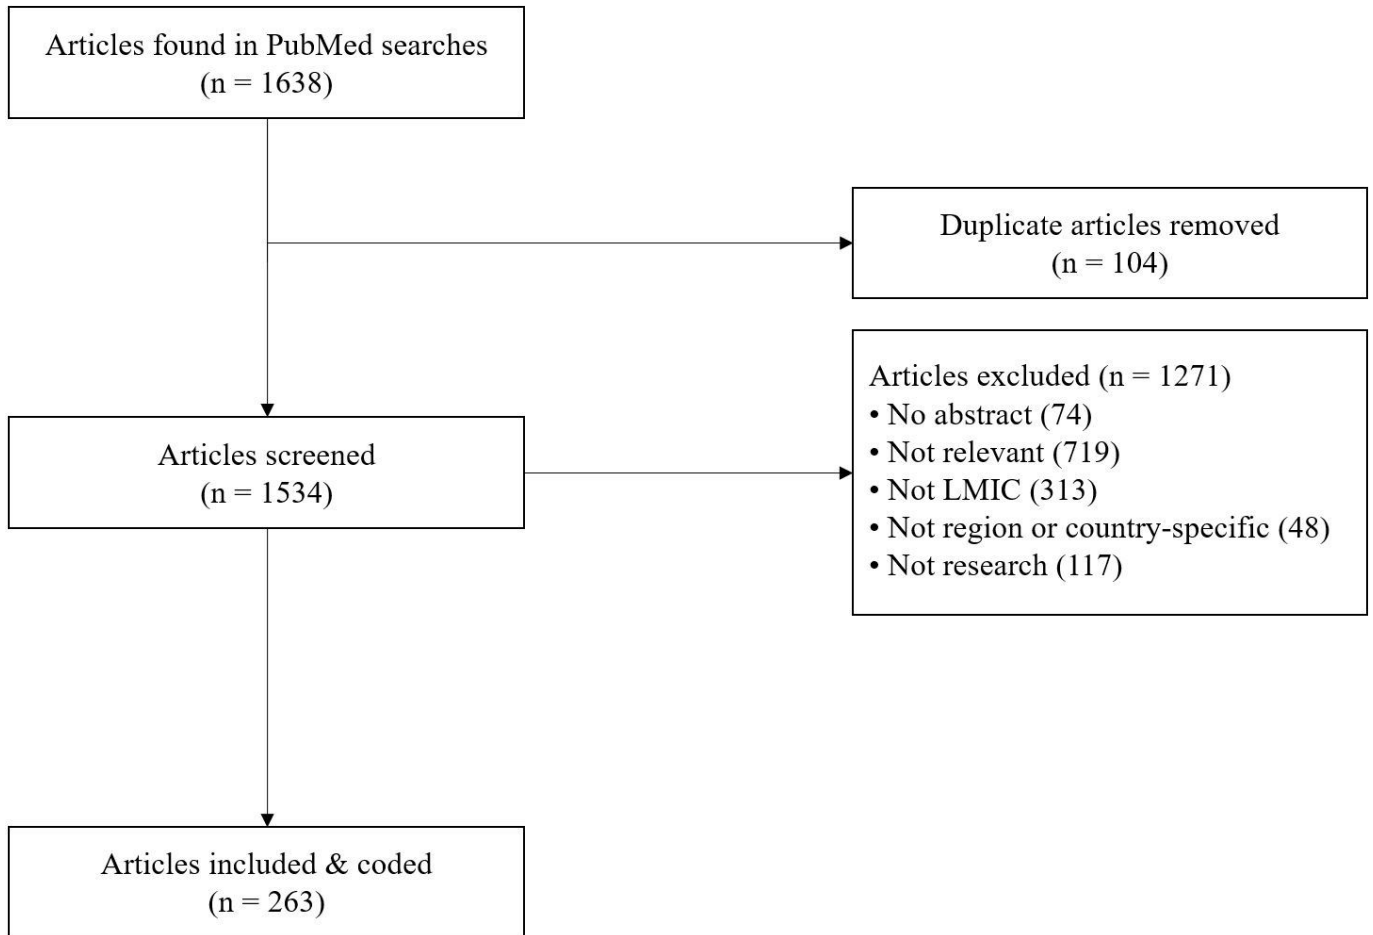 Articles found in PubMed searches
(n = 1638)
Duplicate articles removed
(n = 104)
Articles excluded (n = 1271)
• No abstract (74)
• Not relevant (719)
• Not LMIC (313)
• Not region or country-specific (48)
• Not research (117)
Articles screened
(n = 1534)
Articles included & coded
(n = 263)